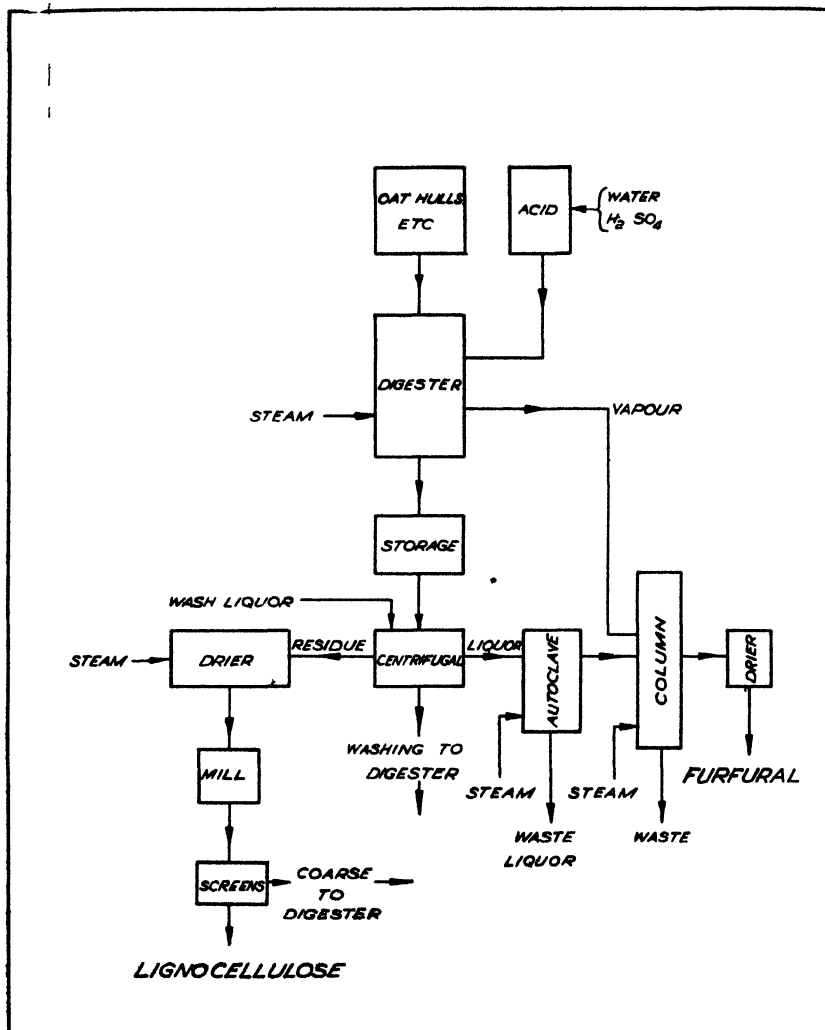 OAT HULLS
ETC
ACID
WATER
H2 SO4
DIGESTER
STEAM
VAPOUR
STORAGE
WASH LIQUOR
STEAM
DRIER
RESIDUE
CENTRIFUGAL
LIQUOR
AUTOCLAVE
COLUMN
DRIER
WASHING TO
DIGESTER
STEAM
STEAM
FURFURAL
MILL
WASTE
LIQUOR
WASTE
SCREENS
COARSE
TO
DIGESTER
LIGNOCELLULOSE